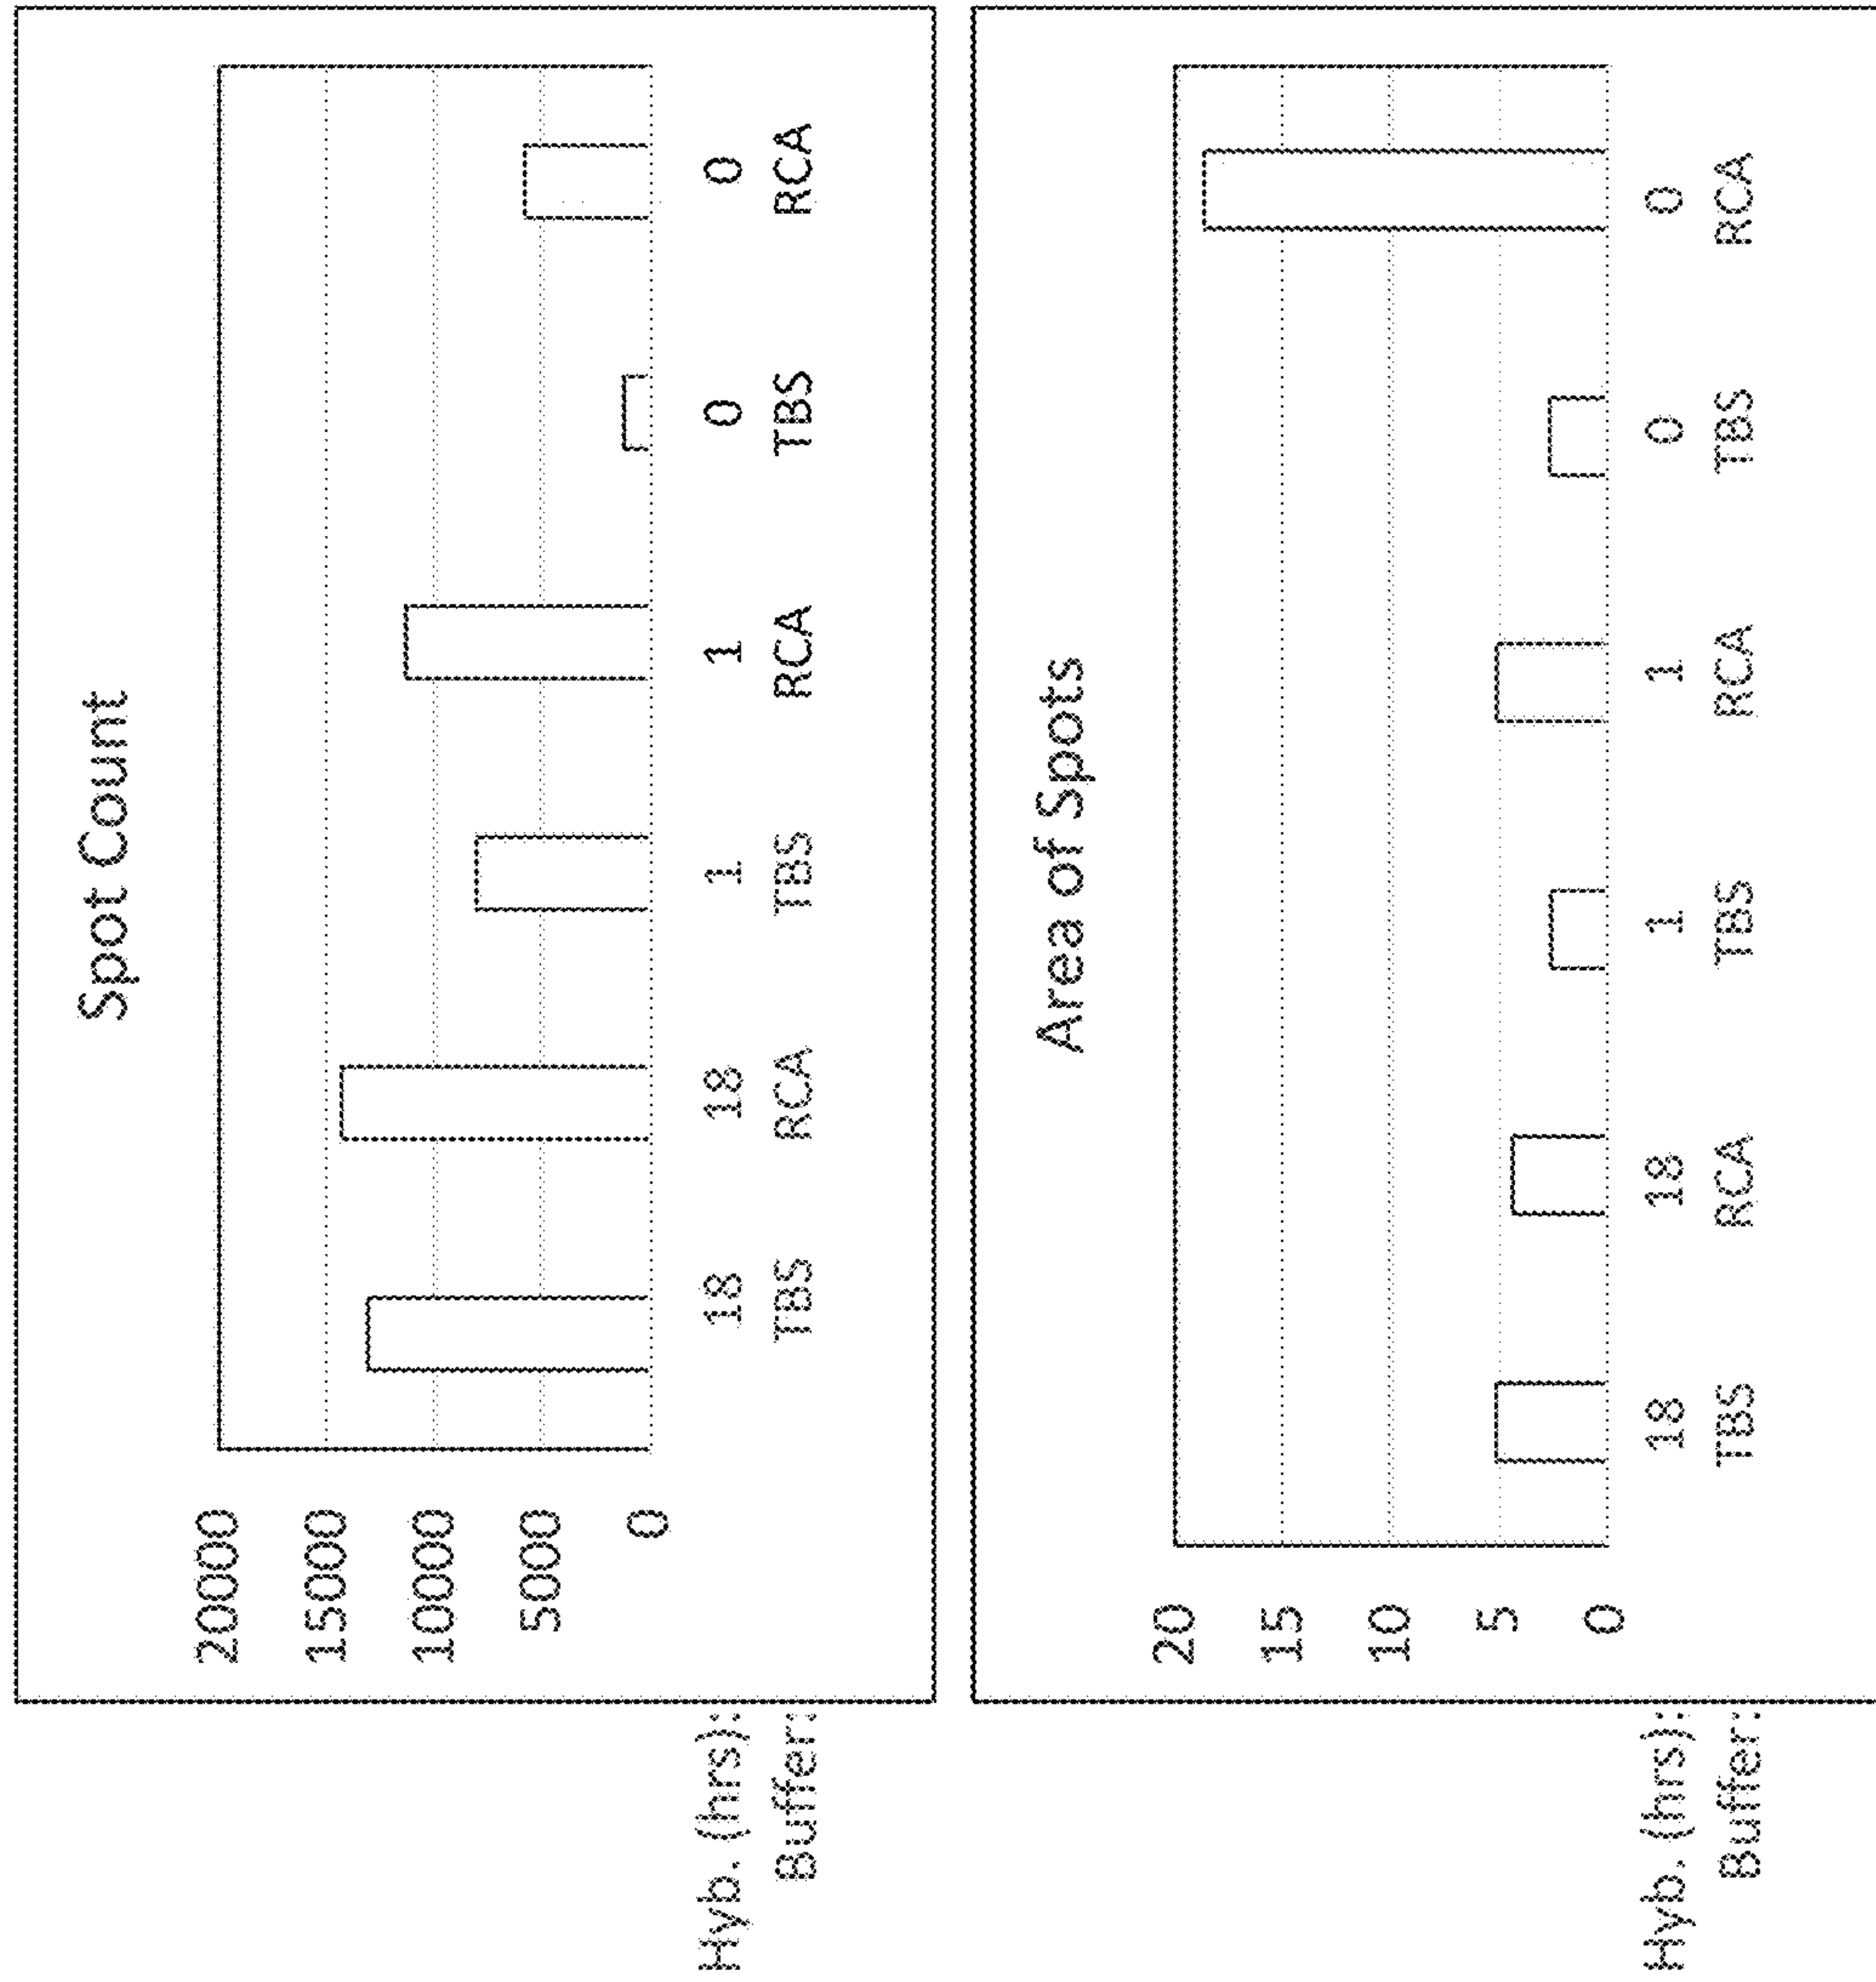 Spot Count
20000
15000
10000
5000
0
Hyb. (hrs): 18 18 1 1 0 0
Buffer: TBS RCA TBS RCA TBS RCA
Area of Spots
20
15
10
5
0
Hyb. (hrs): 18 18 1 1 0 0
Buffer: TBS RCA TBS RCA TBS RCA